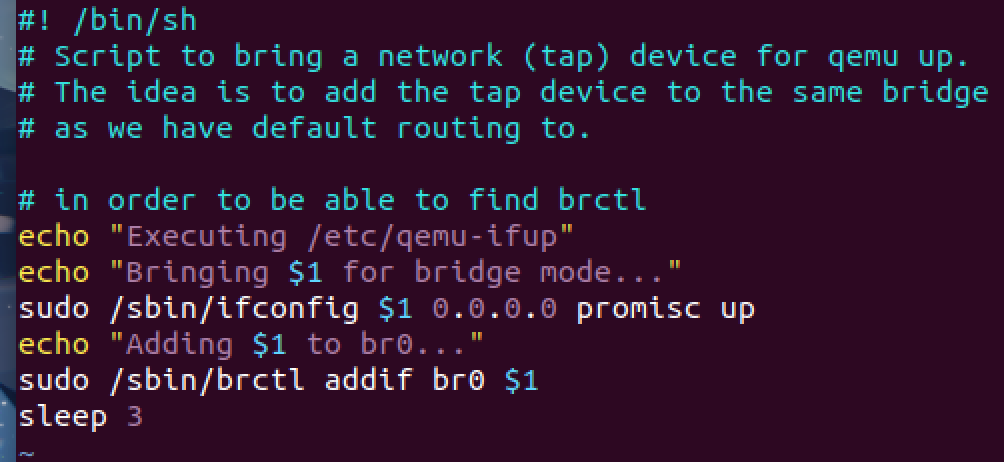 #! /bin/sh
# Script to bring a network (tap) device for qemu up.
# The idea is to add the tap device to the same bridge
# as we have default routing to.
# in order to be able to find brctl
echo "Executing /etc/qemu-ifup"
echo "Bringing $1 for bridge mode..."
sudo /sbin/ifconfig $1 0.0.0.0 promisc up
echo "Adding $1 to br0..."
sudo /sbin/brctl addif br0 $1
sleep 3
~